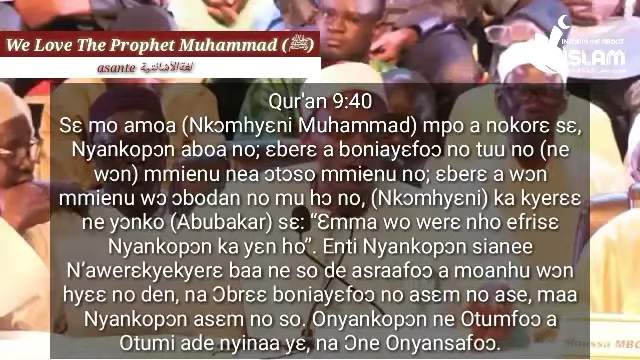 We Love The Prophet Muhammad (ﷺ)
asante لغة الأشانتية
INFORM ME ABOUT
ISLAM
Qur'an 9:40
Sɛ mo amoa (Nkɔmhyɛni Muhammad) mpo a nokorɛ sɛ,
Nyankopɔn aboa no; ɛberɛ a boniayɛfoɔ no tuu no (ne
wɔn) mmienu nea ɔtɔso mmienu no; ɛberɛ a wɔn
mmienu wɔ ɔbodan no mu hɔ no, (Nkɔmhyɛni) ka kyerɛɛ
ne yɔnko (Abubakar) sɛ: “Ɛmma wo werɛ nho efrisɛ
Nyankopɔn ka yɛn ho”. Enti Nyankopɔn sianee
N’awerɛkyekyerɛ baa ne so de asraafoɔ a moanhu wɔn
hyɛɛ no den, na Ɔbrɛɛ boniayɛfoɔ no asɛm no ase, maa
Nyankopɔn asɛm no so. Onyankopɔn ne Otumfoɔ a
Otumi ade nyinaa yɛ, na Ɔne Onyansafoɔ.